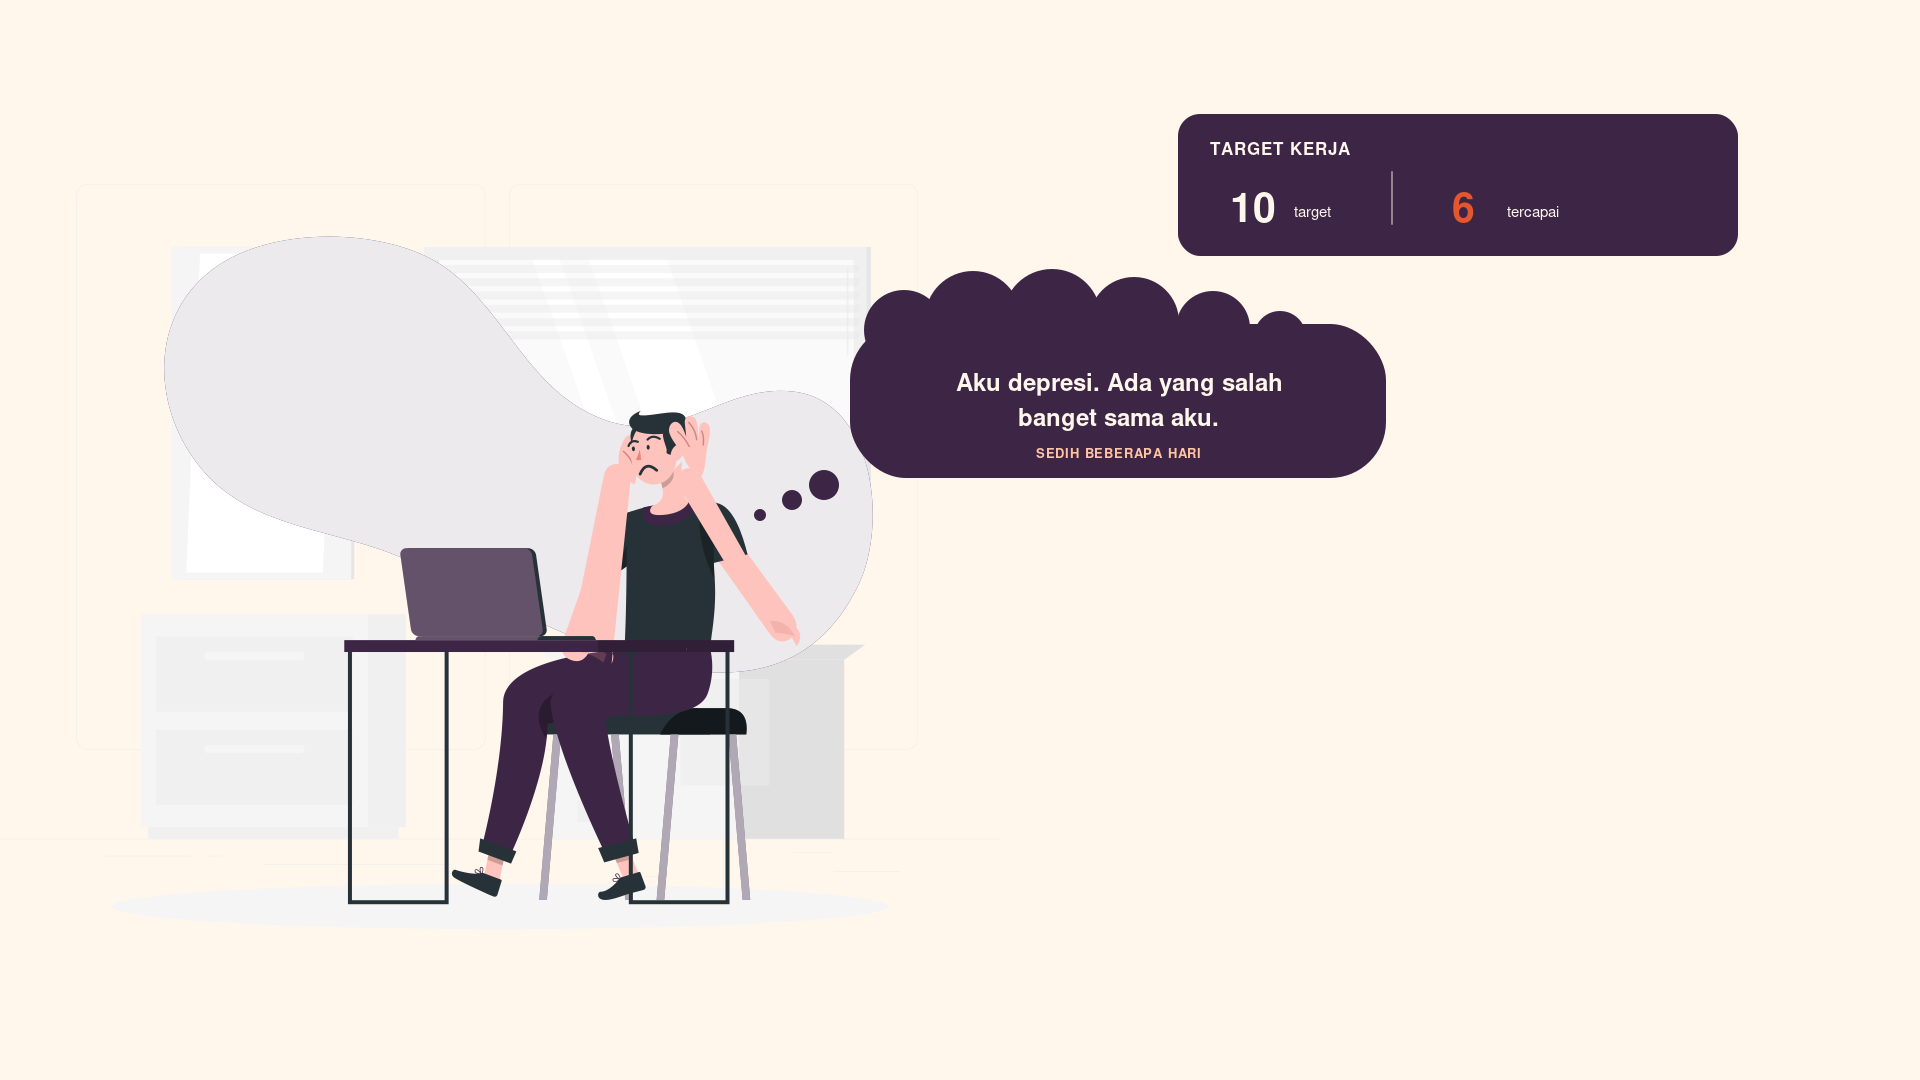 TARGET KERJA
10 target 6 tercapai
Aku depresi. Ada yang salah
banget sama aku.
SEDIH BEBERAPA HARI